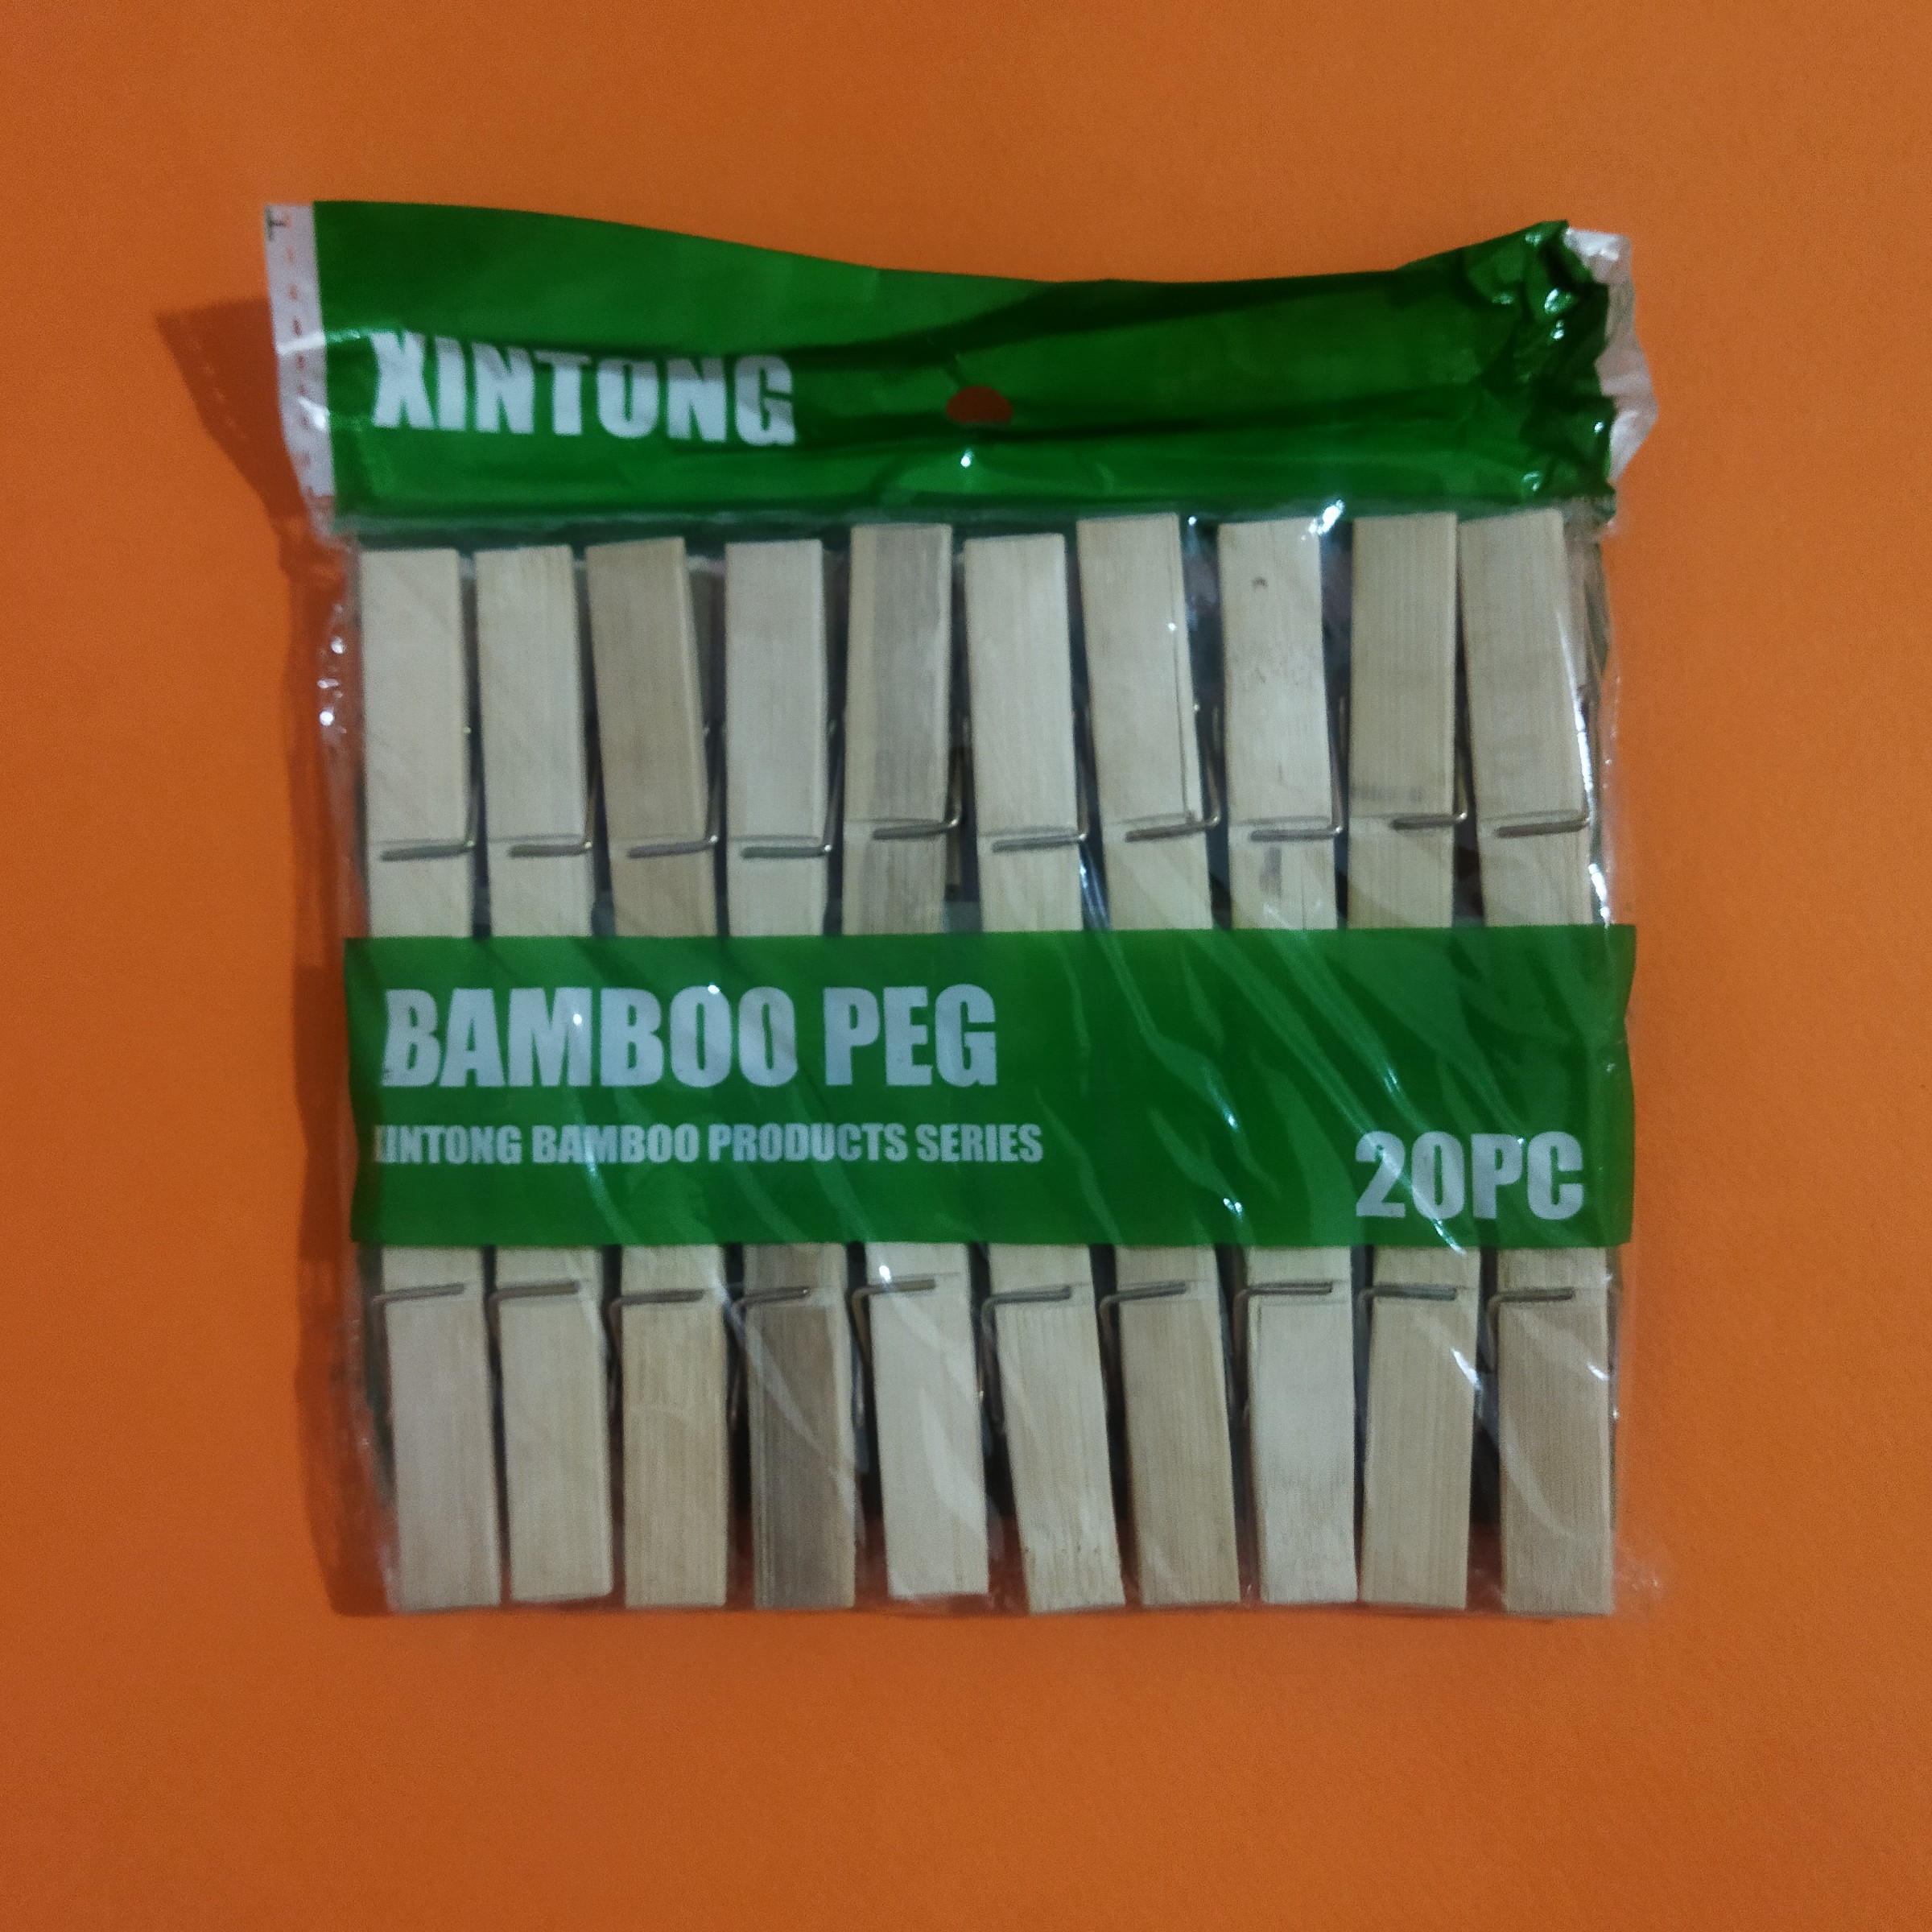 XINTONG
BAMBOO PEG
XINTONG BAMBOO PRODUCTS SERIES
20PC